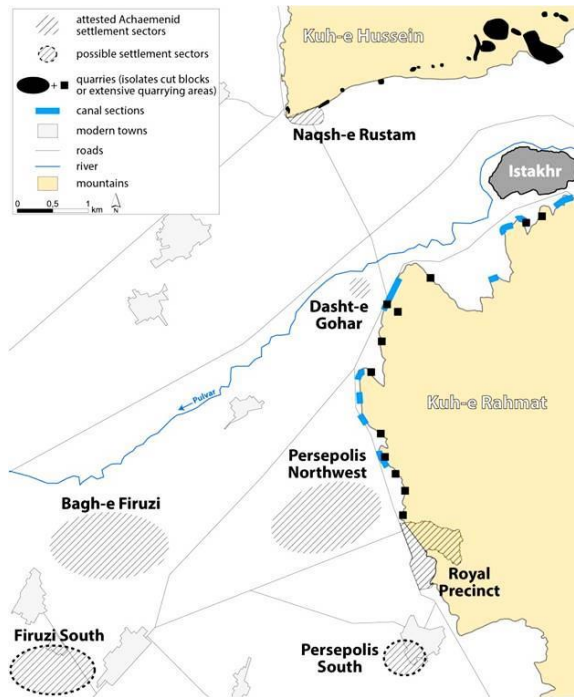 attested Achaemenid
settlement sectors
possible settlement sectors
quarries (isolates cut blocks
or extensive quarrying areas)
canal sections
modern towns
roads
river
mountains
0 0,5 1
km
N
Kuh-e Hussein
Naqsh-e Rustam
Istakhr
Dasht-e
Gohar
Kuh-e Rahmat
Pulvar
Persepolis
Northwest
Bagh-e Firuzi
Royal
Precinct
Firuzi South
Persepolis
South